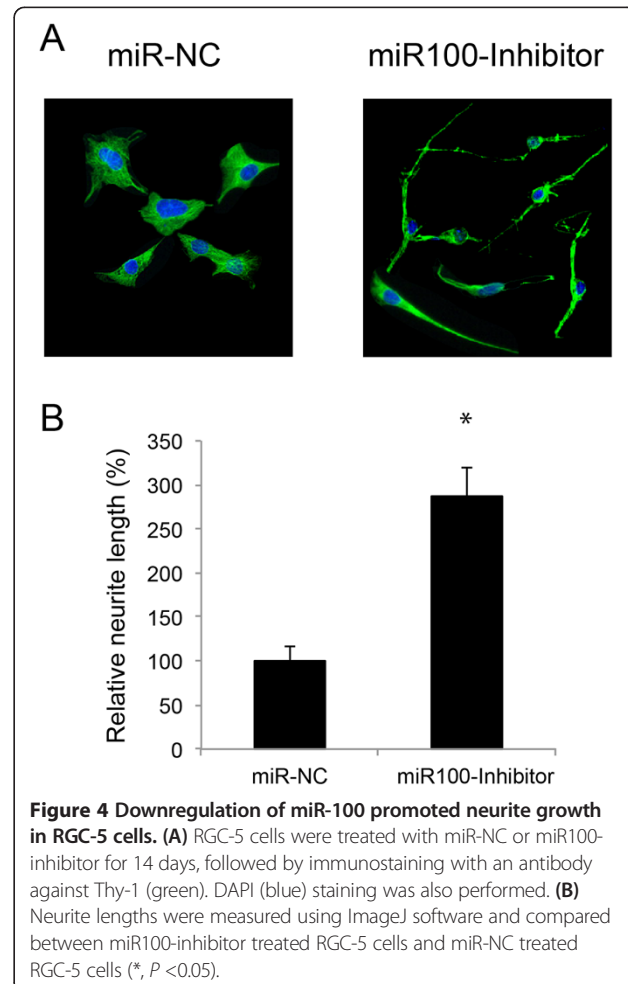 A
miR-NC miR100-Inhibitor
B
*
350
300
250
200
150
100
50
0
Relative neurite length (%)
miR-NC miR100-Inhibitor
Figure 4 Downregulation of miR-100 promoted neurite growth
in RGC-5 cells. (A) RGC-5 cells were treated with miR-NC or miR100-
inhibitor for 14 days, followed by immunostaining with an antibody
against Thy-1 (green). DAPI (blue) staining was also performed. (B)
Neurite lengths were measured using ImageJ software and compared
between miR100-inhibitor treated RGC-5 cells and miR-NC treated
RGC-5 cells (*, P <0.05).